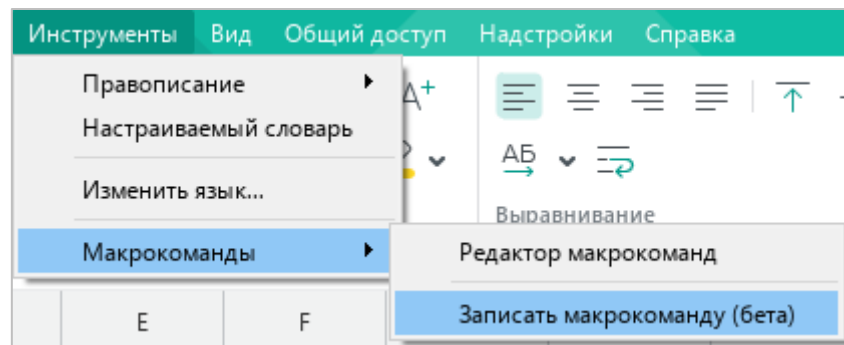 Инструменты Вид Общий доступ Надстройки Справка
Правописание
Настраиваемый словарь
АБ
Изменить язык...
Выравнивание
Макрокоманды
Редактор макрокоманд
Записать макрокоманду (бета)
E F